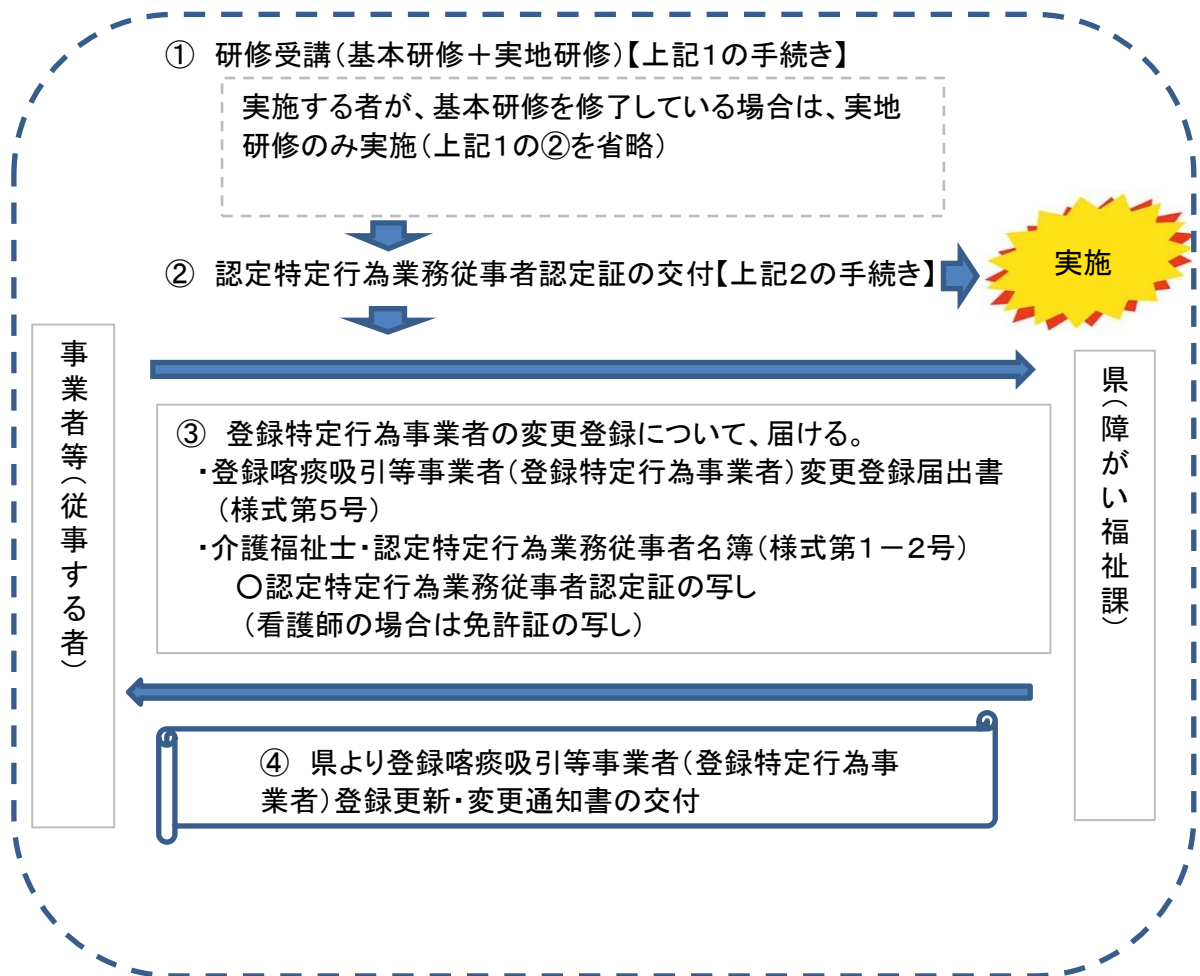 ① 研修受講(基本研修+実地研修)【上記1の手続き】
実施する者が、基本研修を修了している場合は、実地
研修のみ実施(上記1の②を省略)
② 認定特定行為業務従事者認定証の交付【上記2の手続き】
実施
事業者等(従事する者)
③ 登録特定行為事業者の変更登録について、届ける。
・登録喀痰吸引等事業者(登録特定行為事業者)変更登録届出書
(様式第5号)
・介護福祉士・認定特定行為業務従事者名簿(様式第1-2号)
○認定特定行為業務従事者認定証の写し
(看護師の場合は免許証の写し)
県(障がい福祉課)
④ 県より登録喀痰吸引等事業者(登録特定行為事
業者)登録更新・変更通知書の交付